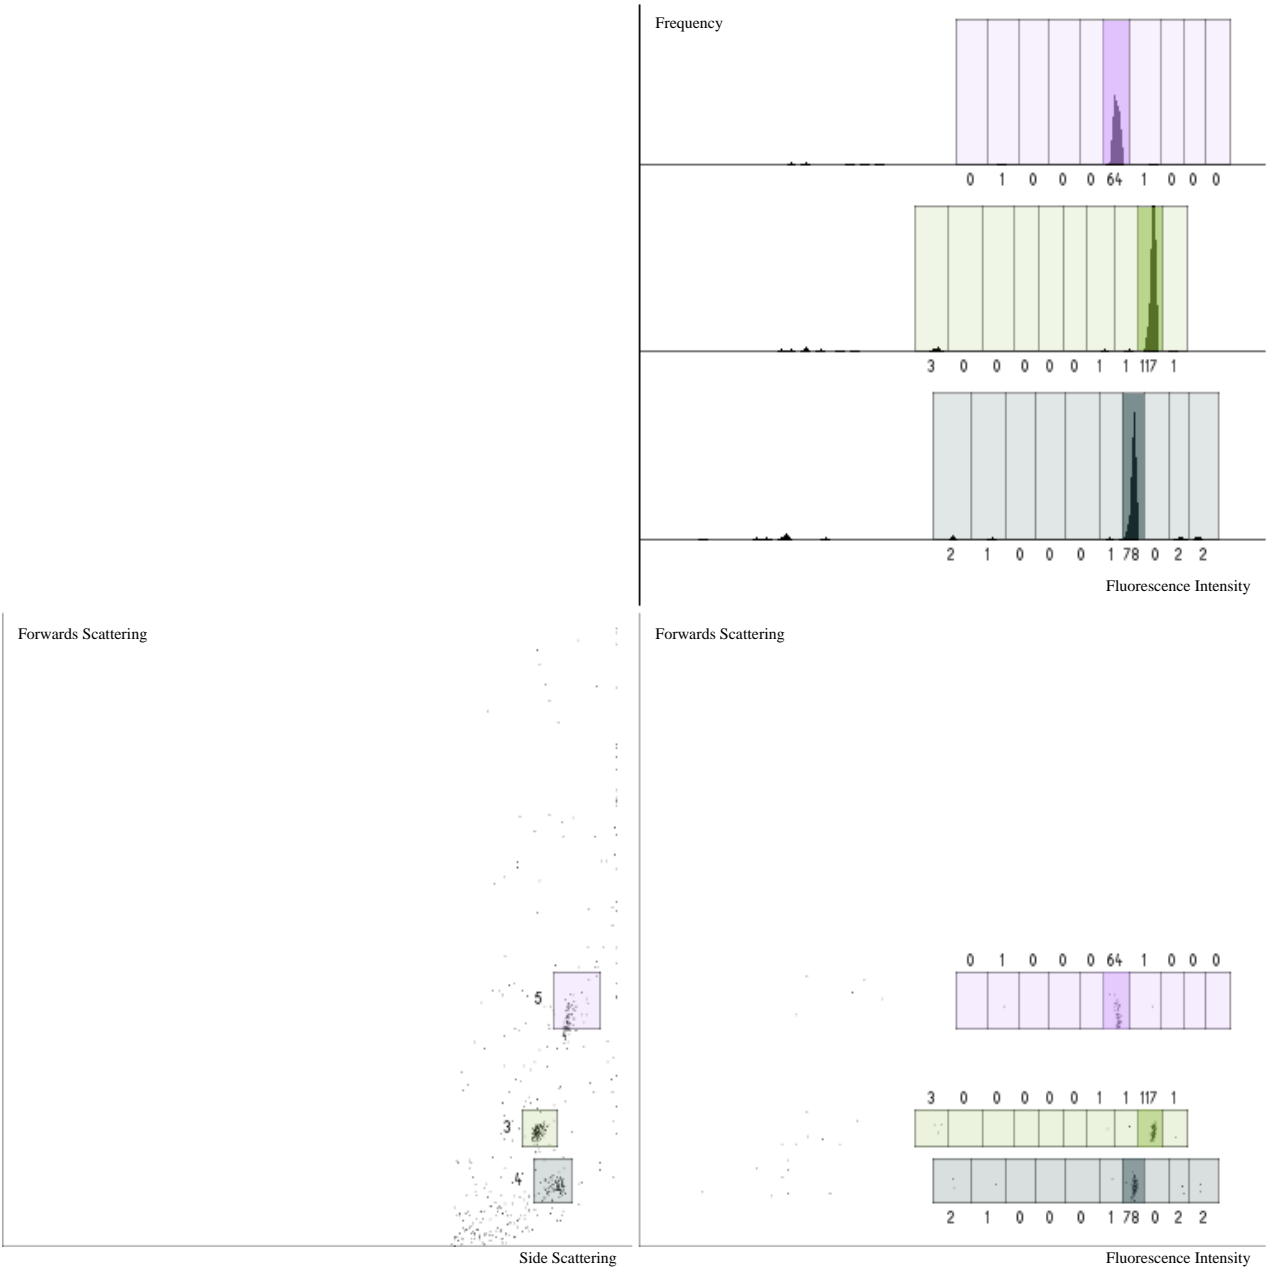 Frequency
0 1 0 0 0 64 1 0 0 0
3 0 0 0 0 0 1 1 117 1
2 1 0 0 0 1 78 0 2 2
Fluorescence Intensity
Forwards Scattering
5
3
4
Side Scattering
Forwards Scattering
0 1 0 0 0 64 1 0 0 0
3 0 0 0 0 0 1 1 117 1
2 1 0 0 0 1 78 0 2 2
Fluorescence Intensity